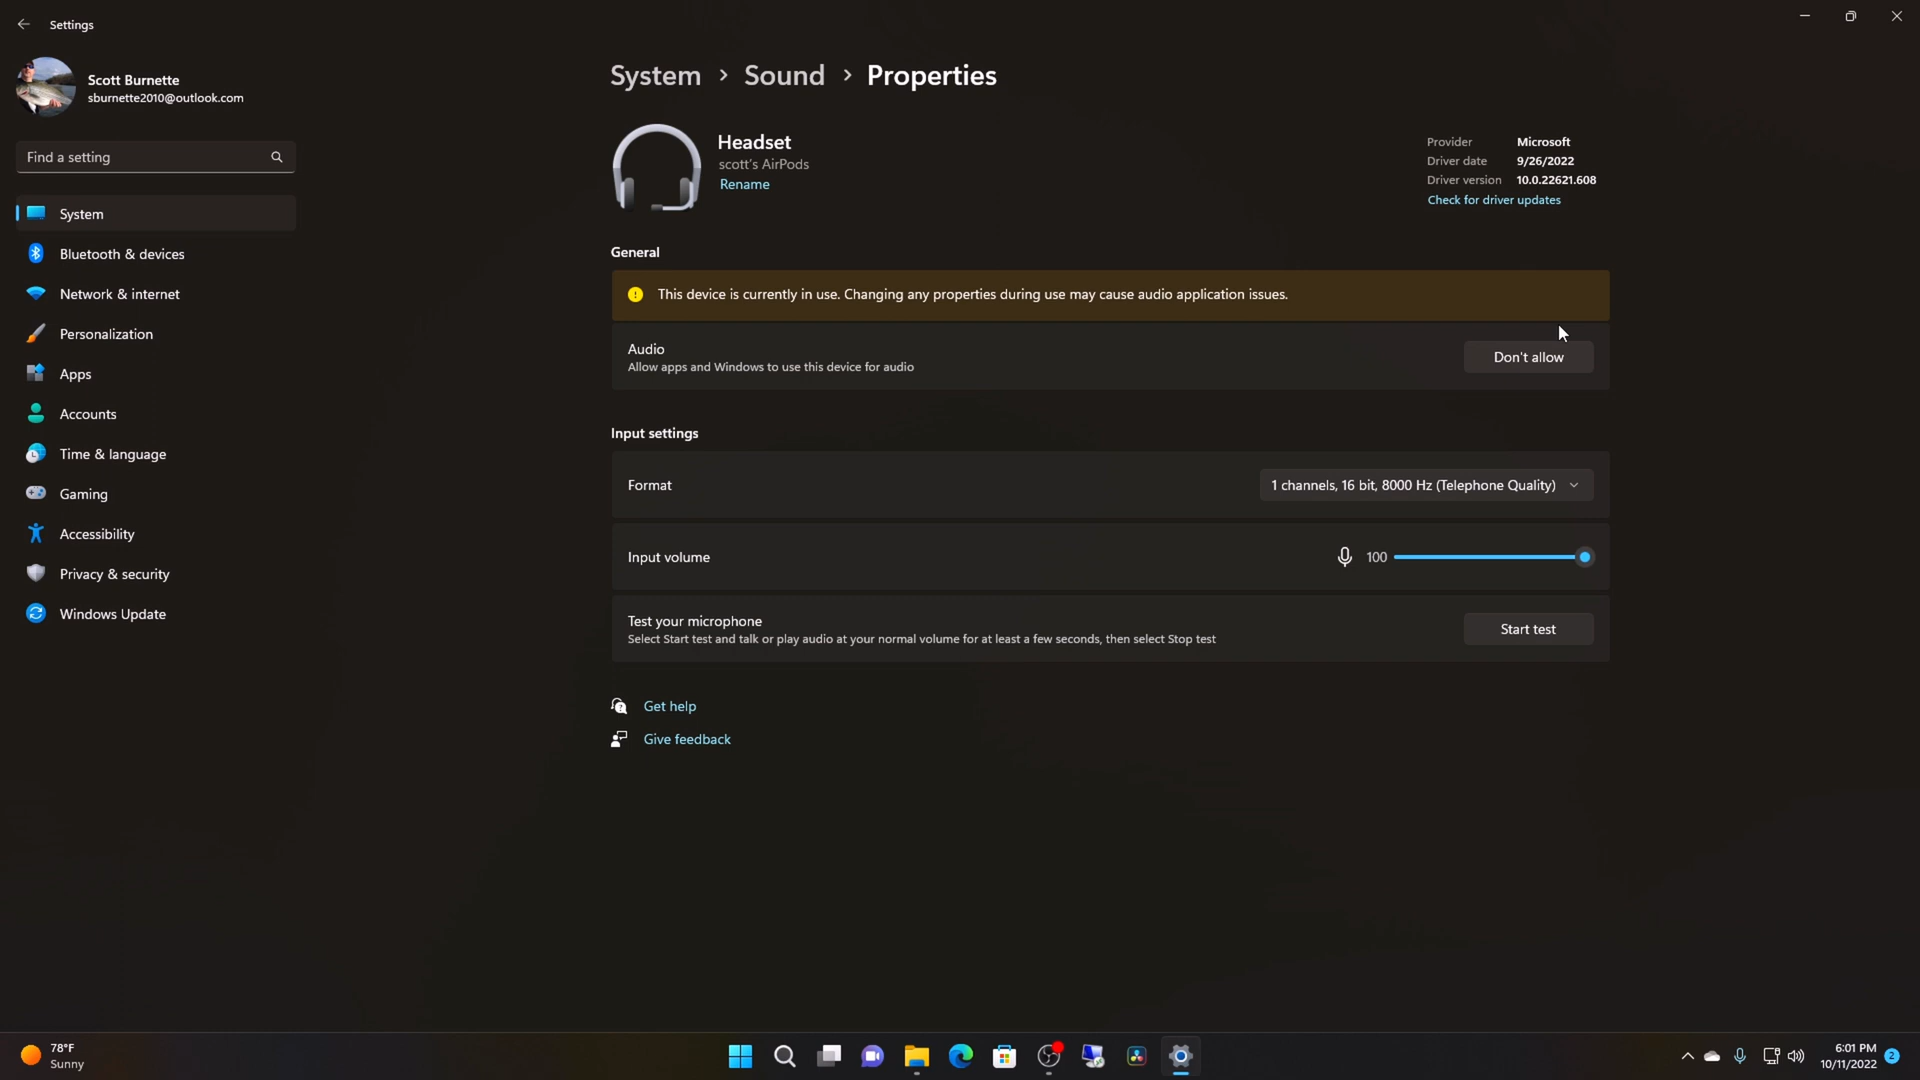 Settings
Scott Burnette
sburnette2010@outlook.com
Find a setting
System
Bluetooth & devices
Network & internet
Personalization
Apps
Accounts
Time & language
Gaming
Accessibility
Privacy & security
Windows Update
System > Sound > Properties
Headset
scott's AirPods
Rename
Provider Microsoft
Driver date 9/26/2022
Driver version 10.0.22621.608
Check for driver updates
General
This device is currently in use. Changing any properties during use may cause audio application issues.
Audio
Allow apps and Windows to use this device for audio
Don't allow
Input settings
Format
1 channels, 16 bit, 8000 Hz (Telephone Quality)
Input volume
100
Test your microphone
Select Start test and talk or play audio at your normal volume for at least a few seconds, then select Stop test
Start test
Get help
Give feedback
78°F
Sunny
6:01 PM
10/11/2022
2